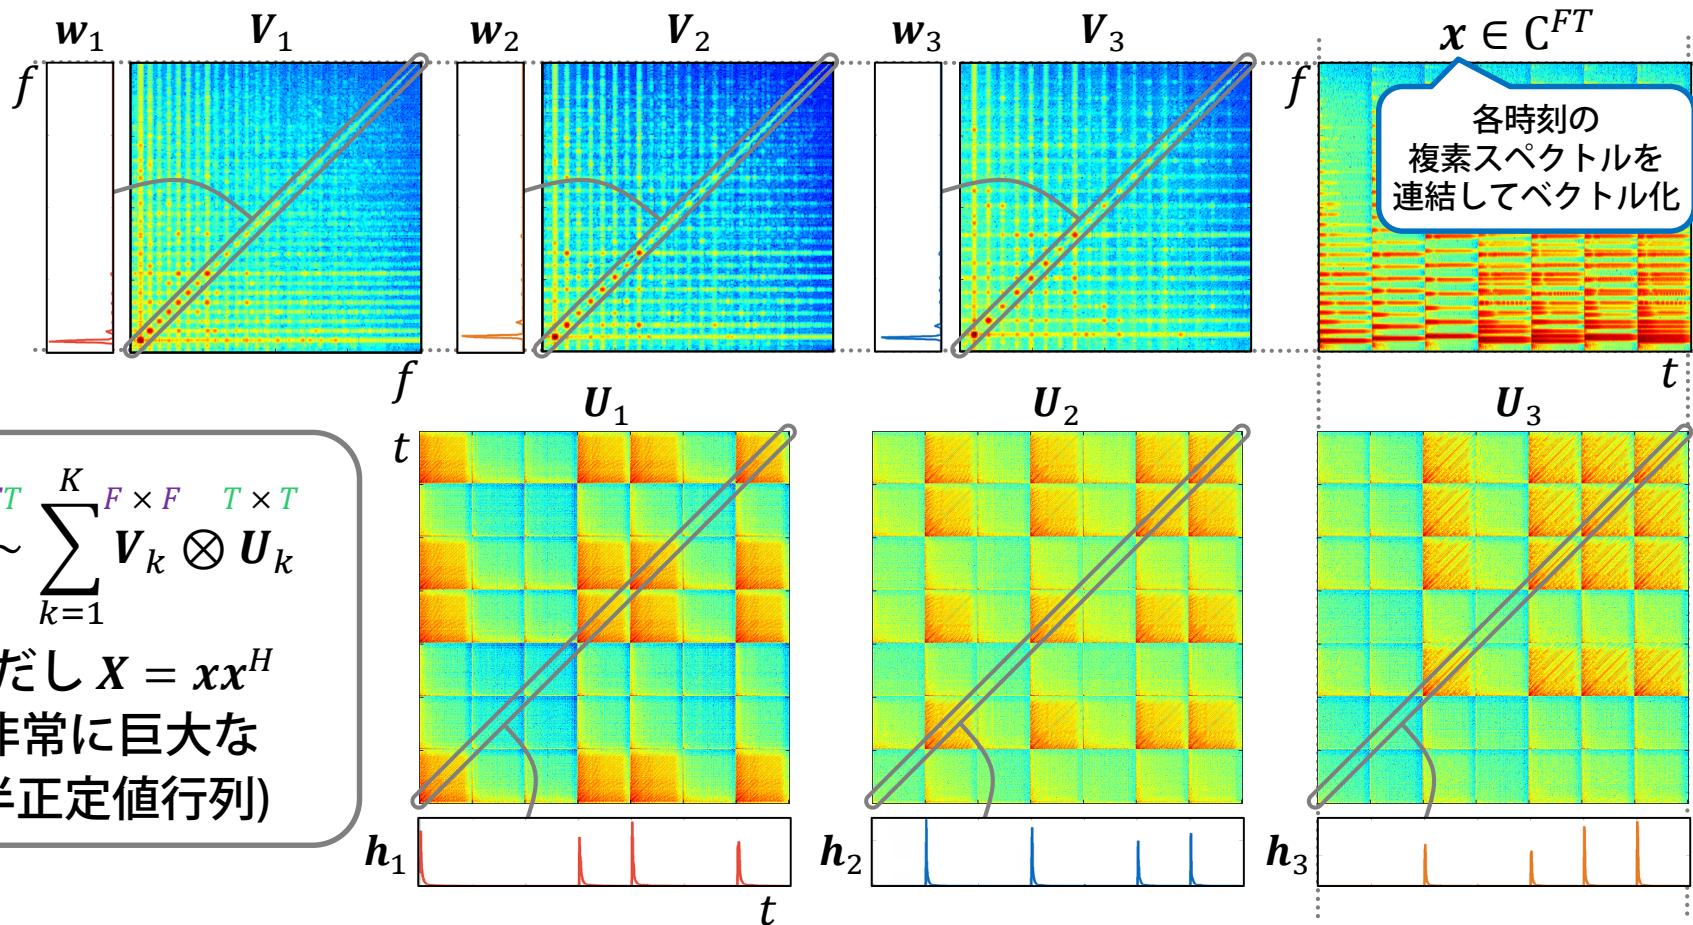 w₁ V₁ w₂ V₂ w₃ V₃ x ∈ ℂ^{FT}
f f
各時刻の
複素スペクトルを
連結してベクトル化
f t
U₁ U₂ U₃
t
T K F × F T × T
~ ∑ V_k ⊗ U_k
k=1
だし X = xx^H
非常に巨大な
半正定値行列)
h₁ h₂ h₃
t